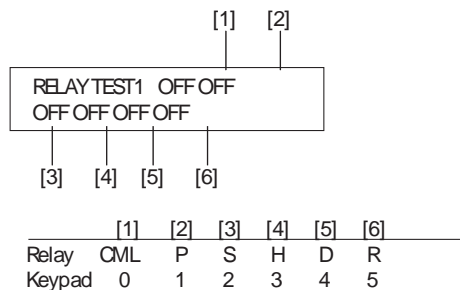 [1] [2]
RELAY TEST1 OFF OFF
OFF OFF OFF OFF
[3] [4] [5] [6]
[1] [2] [3] [4] [5] [6]
Relay CML P S H D R
Keypad 0 1 2 3 4 5